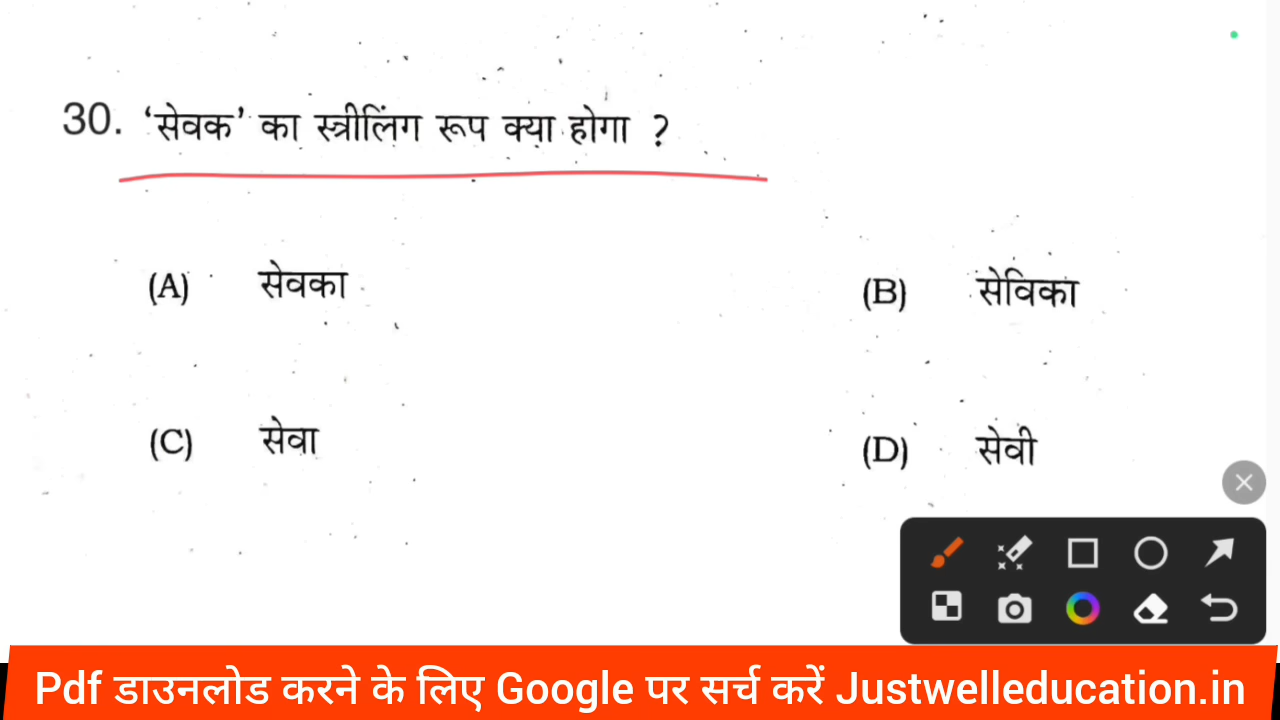 30. ‘सेवक’ का स्त्रीलिंग रूप क्या होगा ?
(A) सेवका (B) सेविका
(C) सेवा (D) सेवी
Pdf डाउनलोड करने के लिए Google पर सर्च करें Justwelleducation.in